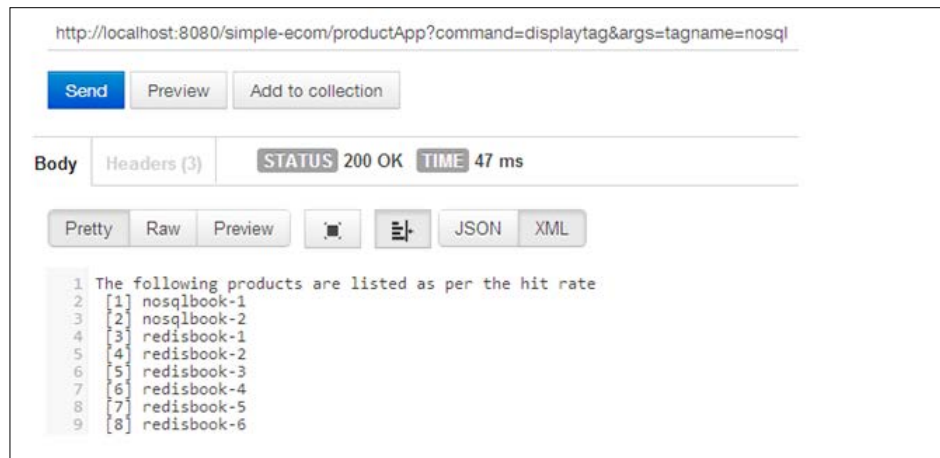 http://localhost:8080/simple-ecom/productApp?command=displaytag&args=tagname=nosql
Send Preview Add to collection
Body Headers (3) STATUS 200 OK TIME 47 ms
Pretty Raw Preview JSON XML
1 The following products are listed as per the hit rate
2 [1] nosqlbook-1
3 [2] nosqlbook-2
4 [3] redisbook-1
5 [4] redisbook-2
6 [5] redisbook-3
7 [6] redisbook-4
8 [7] redisbook-5
9 [8] redisbook-6